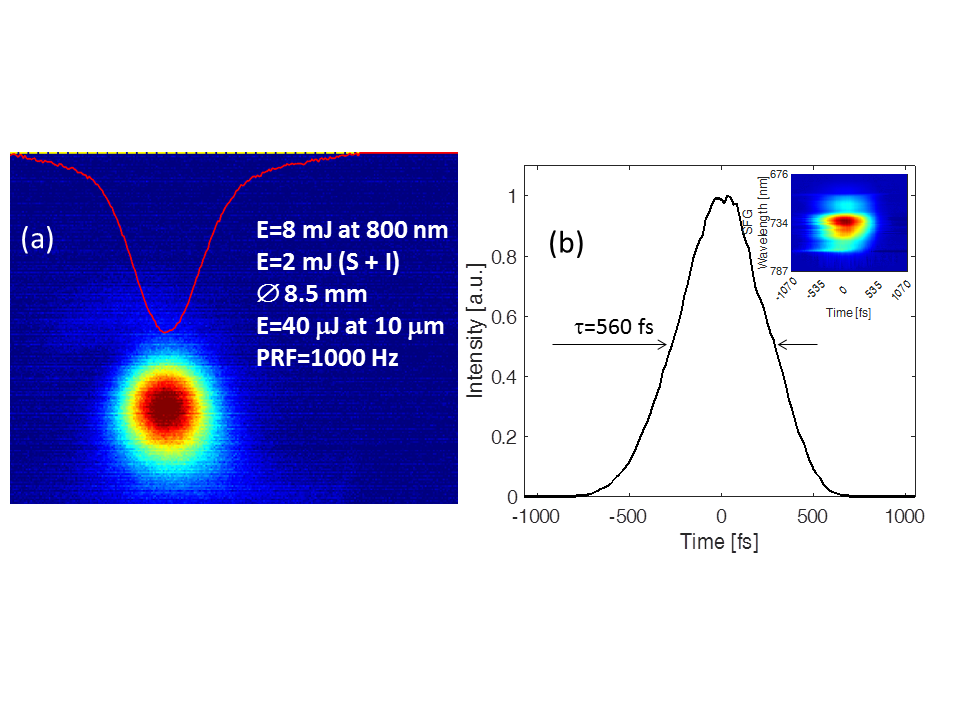 (a)
E=8 mJ at 800 nm
E=2 mJ (S + I)
∅ 8.5 mm
E=40 μJ at 10 μm
PRF=1000 Hz
(b)
τ=560 fs
Intensity [a.u.]
1
0.8
0.6
0.4
0.2
0
-1000
-500
0
500
1000
Time [fs]
SFG
Wavelength [nm]
676
734
787
-1070
-535
0
535
1070
Time [fs]